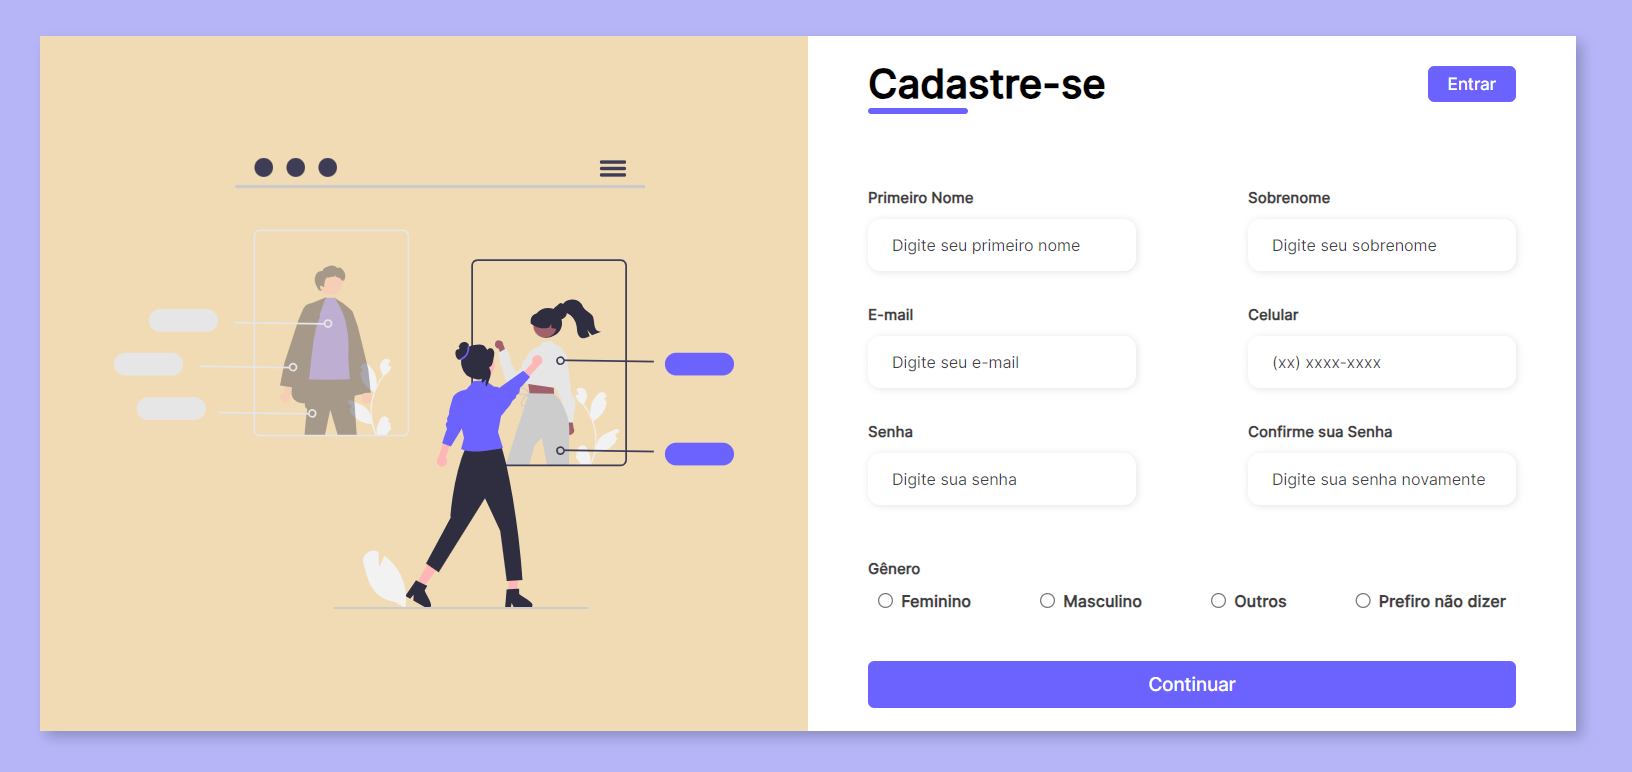 Cadastre-se
Entrar
Primeiro Nome
Sobrenome
Digite seu primeiro nome
Digite seu sobrenome
E-mail
Celular
Digite seu e-mail
(xx) xxxx-xxxx
Senha
Confirme sua Senha
Digite sua senha
Digite sua senha novamente
Gênero
Feminino
Masculino
Outros
Prefiro não dizer
Continuar